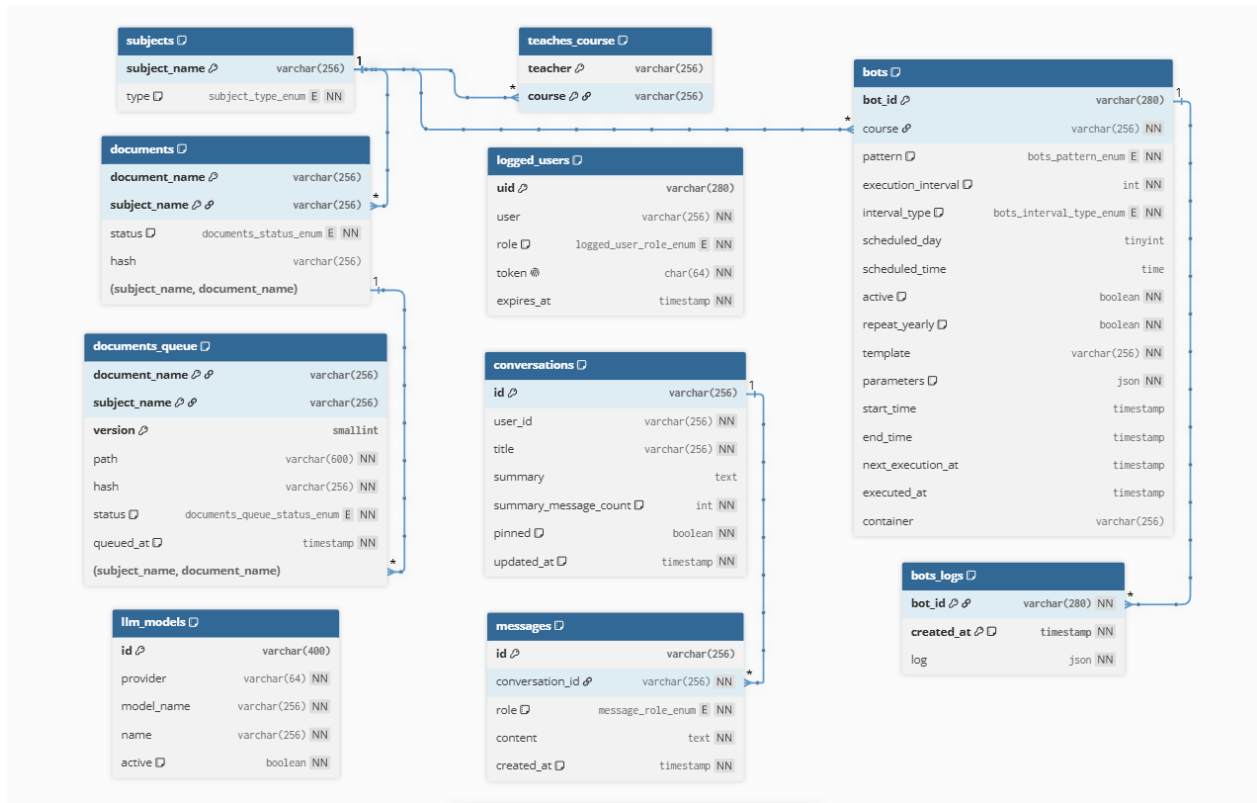 subjects
subject_name varchar(256)
type subject_type_enum E NN
1
*
teaches_course
teacher varchar(256)
course varchar(256)
*
documents
document_name varchar(256)
subject_name varchar(256)
status documents_status_enum E NN
hash varchar(256)
(subject_name, document_name)
*
1
documents_queue
document_name varchar(256)
subject_name varchar(256)
version smallint
path varchar(600) NN
hash varchar(256) NN
status documents_queue_status_enum E NN
queued_at timestamp NN
(subject_name, document_name)
*
llm_models
id varchar(400)
provider varchar(64) NN
model_name varchar(256) NN
name varchar(256) NN
active boolean NN
logged_users
uid varchar(280)
user varchar(256) NN
role logged_user_role_enum E NN
token char(64) NN
expires_at timestamp NN
conversations
id varchar(256)
user_id varchar(256) NN
title varchar(256) NN
summary text
summary_message_count int NN
pinned boolean NN
updated_at timestamp NN
1
messages
id varchar(256)
conversation_id varchar(256) NN
role message_role_enum E NN
content text NN
created_at timestamp NN
*
bots
bot_id varchar(280)
course varchar(256) NN
pattern bots_pattern_enum E NN
execution_interval int NN
interval_type bots_interval_type_enum E NN
scheduled_day tinyint
scheduled_time time
active boolean NN
repeat_yearly boolean NN
template varchar(256) NN
parameters json NN
start_time timestamp
end_time timestamp
next_execution_at timestamp
executed_at timestamp
container varchar(256)
1
*
bots_logs
bot_id varchar(280) NN
created_at timestamp NN
log json NN